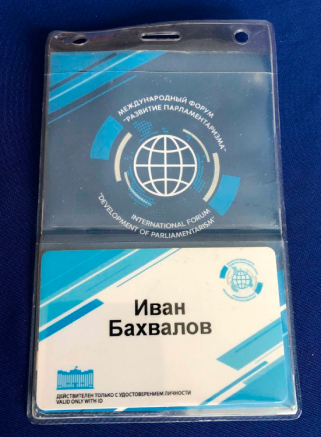 МЕЖДУНАРОДНЫЙ ФОРУМ
"РАЗВИТИЕ ПАРЛАМЕНТАРИЗМА"
INTERNATIONAL FORUM
"DEVELOPMENT OF PARLIAMENTARISM"
Иван
Бахвалов
ДЕЙСТВИТЕЛЕН ТОЛЬКО С УДОСТОВЕРЕНИЕМ ЛИЧНОСТИ
VALID ONLY WITH ID